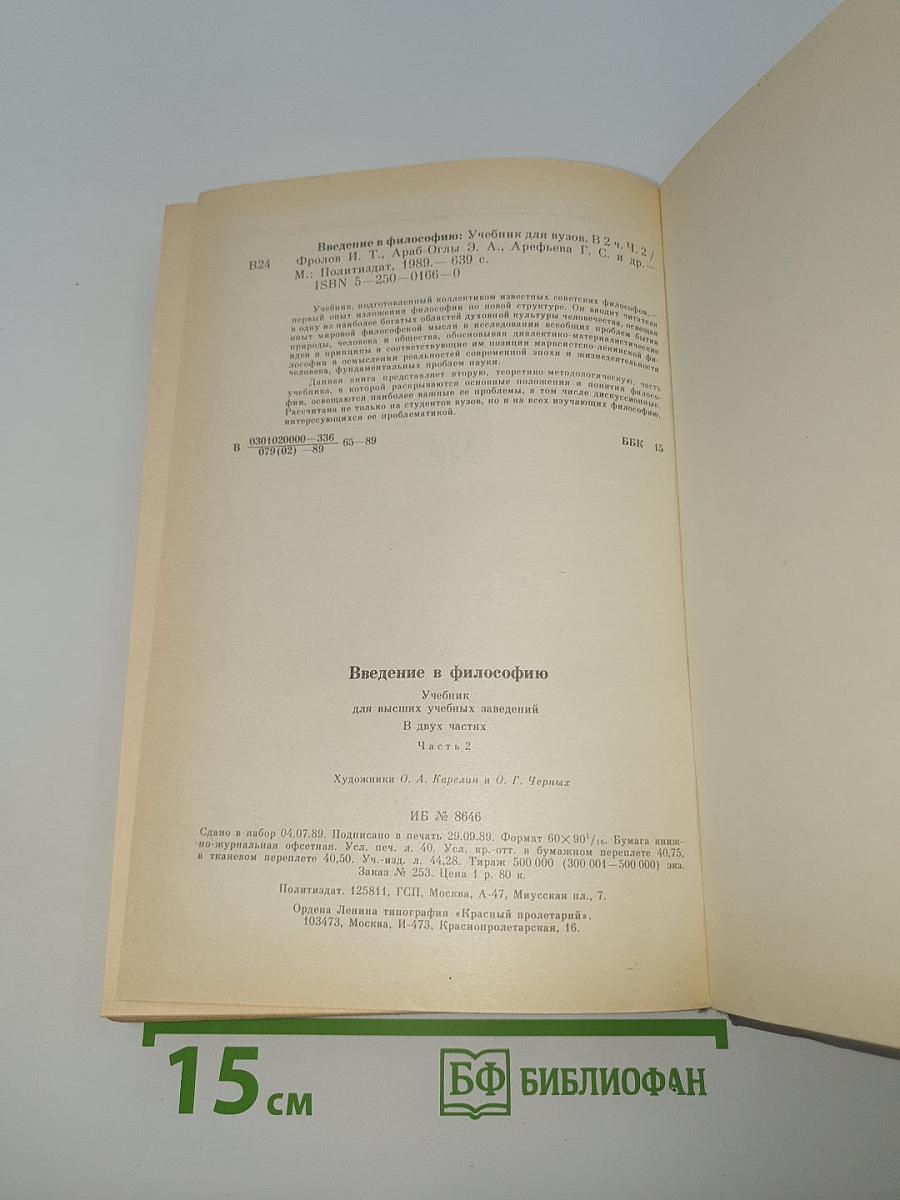 Введение в философию: Учебник для вузов. В 2 ч. Ч. 2 /
В24 Фролов И. Т., Араб-Оглы Э. А., Арефьева Г. С. и др.—
М.: Политиздат, 1989.— 639 с.
ISBN 5—250—0166—0
Учебник, подготовленный коллективом известных советских философов,—
первый опыт изложения философии по новой структуре. Он вводит читателя
в одну из наиболее богатых областей духовной культуры человечества, освещая
опыт мировой философской мысли в исследовании всеобщих проблем бытия
природы, человека и общества, обосновывая диалектико-материалистические
идеи и принципы и соответствующие им позиции марксистско-ленинской фи-
лософии в осмыслении реальностей современной эпохи и жизнедеятельности
человека, фундаментальных проблем науки.
Данная книга представляет вторую, теоретико-методологическую, часть
учебника, в которой раскрываются основные положения и понятия филосо-
фии, освещаются наиболее важные ее проблемы, в том числе дискуссионные.
Рассчитана не только на студентов вузов, но и на всех изучающих философию,
интересующихся ее проблематикой.
В 0301020000—336 65—89 ББК 15
079(02) —89
Введение в философию
Учебник
для высших учебных заведений
В двух частях
Часть 2
Художники О. А. Карелин и О. Г. Черных
ИБ № 8646
Сдано в набор 04.07.89. Подписано в печать 29.09.89. Формат 60×90¹/₁₆. Бумага книж-
но-журнальная офсетная. Усл. печ. л. 40. Усл. кр.-отт. в бумажном переплете 40,75,
в тканевом переплете 40,50. Уч.-изд. л. 44,28. Тираж 500 000 (300 001—500 000) экз.
Заказ № 253. Цена 1 р. 80 к.
Политиздат. 125811, ГСП, Москва, А-47, Миусская пл., 7.
Ордена Ленина типография «Красный пролетарий».
103473, Москва, И-473, Краснопролетарская, 16.
15 см
БФ БИБЛИОФАН